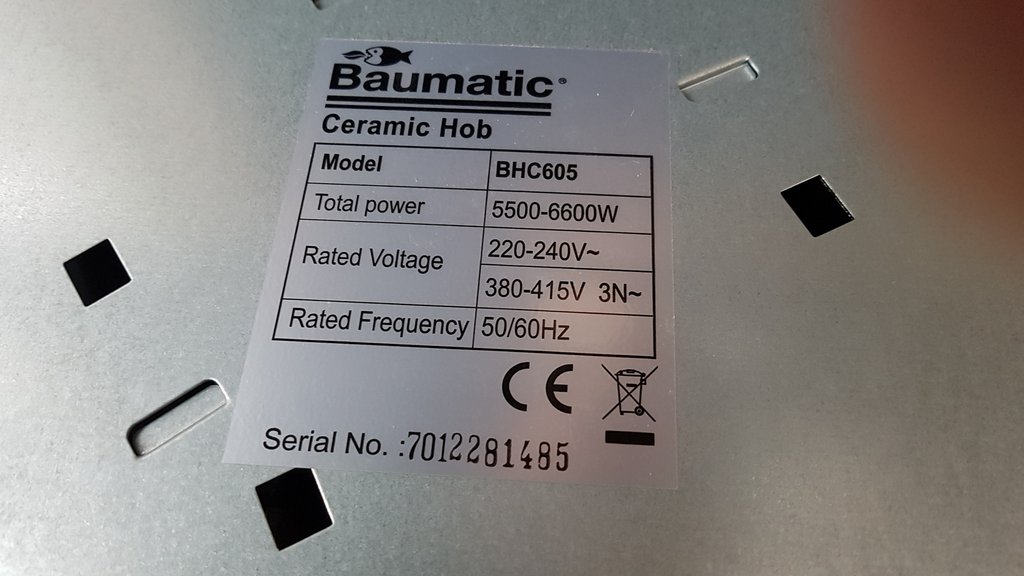 Baumatic®
Ceramic Hob
Model BHC605
Total power 5500-6600W
Rated Voltage 220-240V~
380-415V 3N~
Rated Frequency 50/60Hz
CE
Serial No. :7012281485